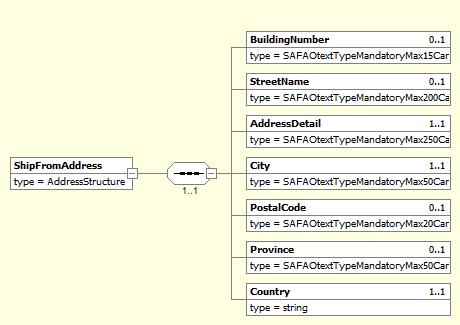 BuildingNumber 0..1
type = SAFAOtextTypeMandatoryMax15Car
StreetName 0..1
type = SAFAOtextTypeMandatoryMax200Ca
AddressDetail 1..1
type = SAFAOtextTypeMandatoryMax250Ca
City 1..1
type = SAFAOtextTypeMandatoryMax50Car
ShipFromAddress
type = AddressStructure
1..1
PostalCode 0..1
type = SAFAOtextTypeMandatoryMax20Car
Province 0..1
type = SAFAOtextTypeMandatoryMax50Car
Country 1..1
type = string